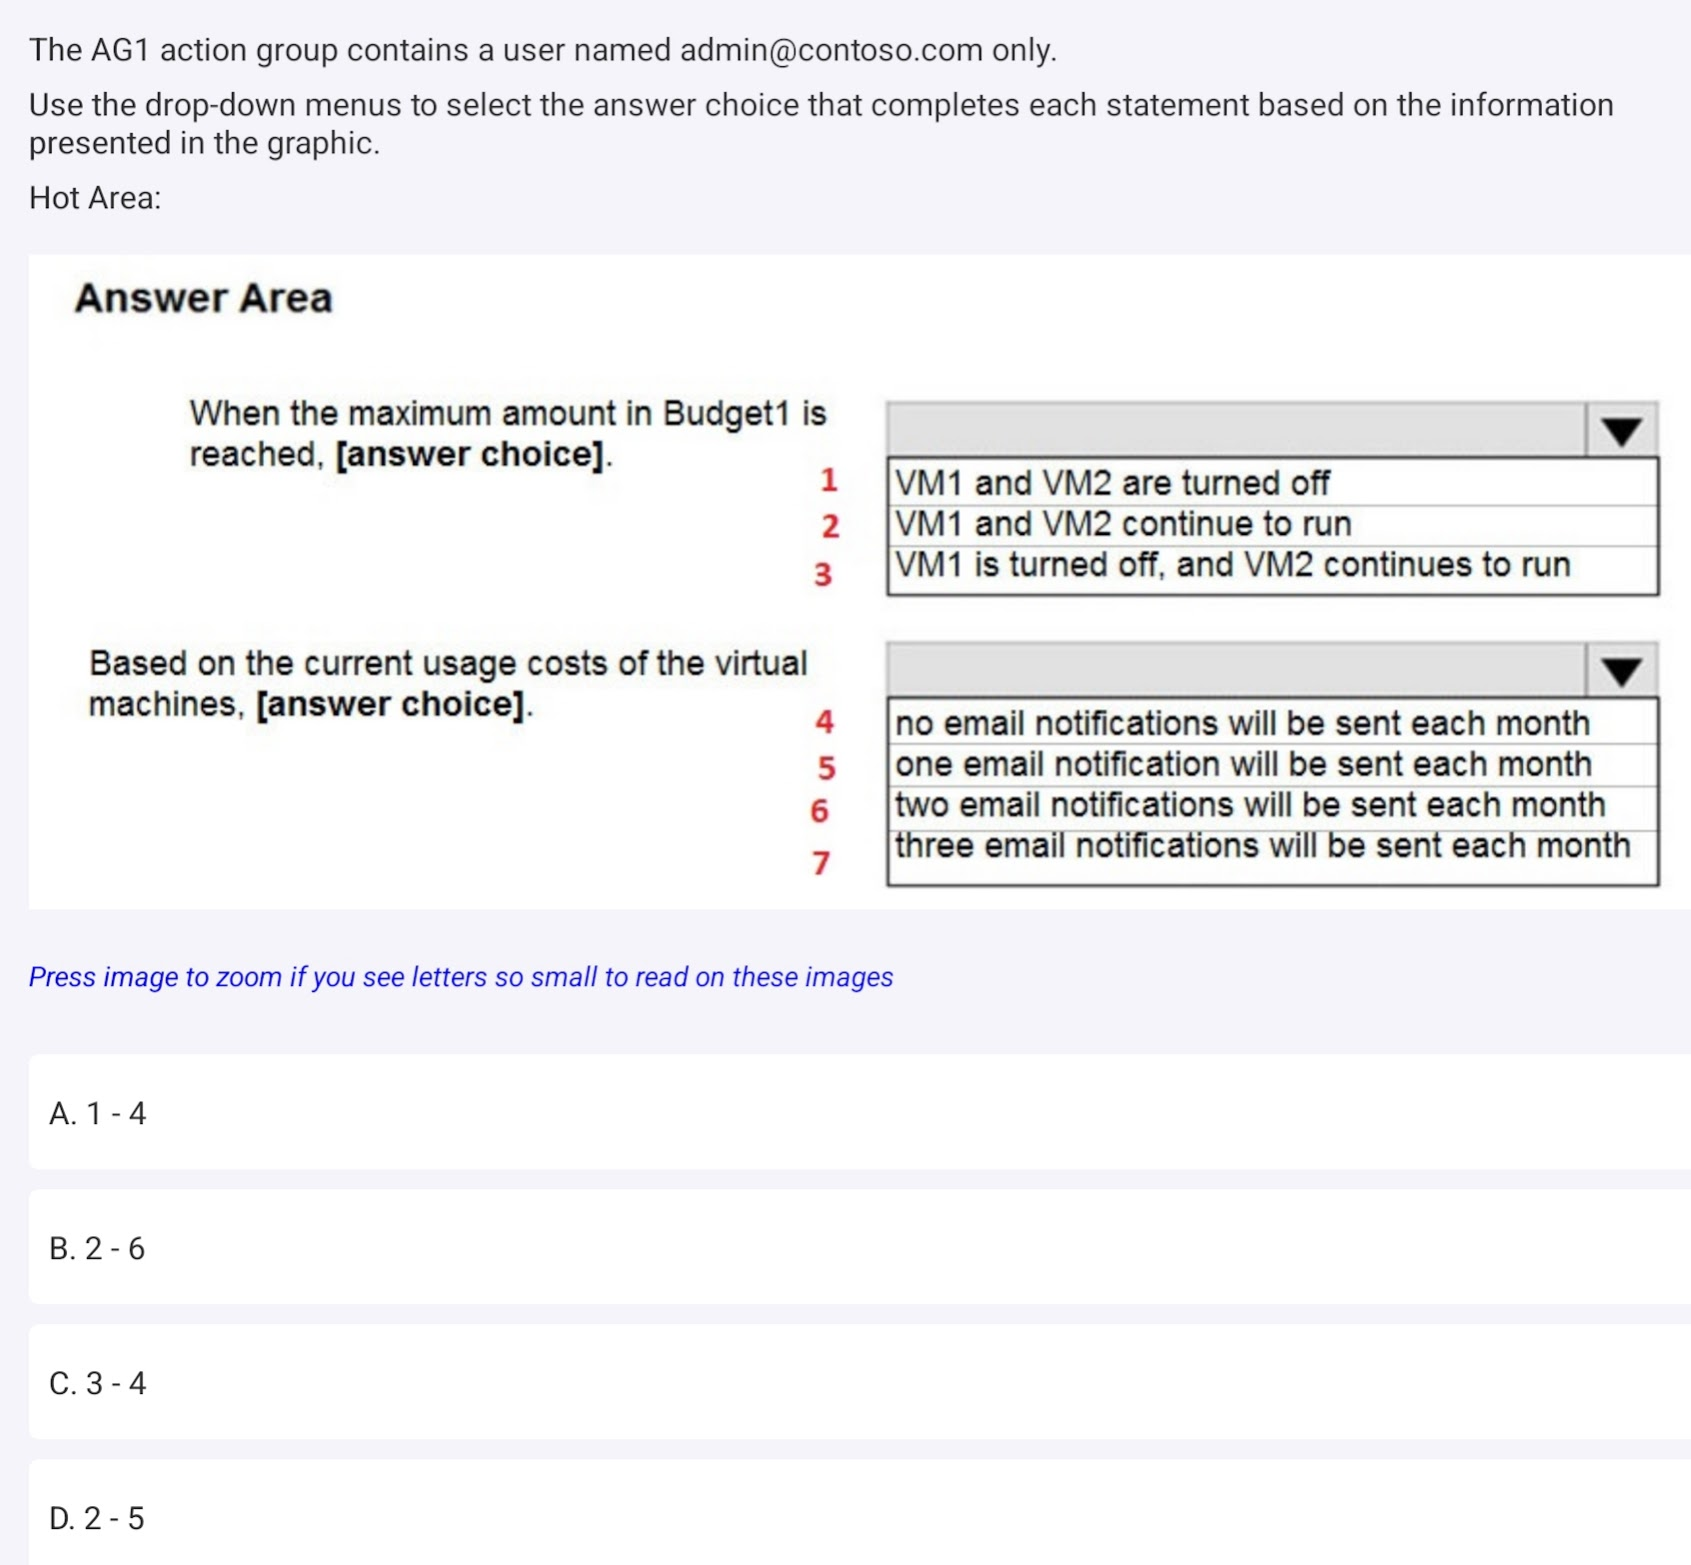 The AG1 action group contains a user named admin@contoso.com only.
Use the drop-down menus to select the answer choice that completes each statement based on the information
presented in the graphic.
Hot Area:
Answer Area
When the maximum amount in Budget1 is
reached, [answer choice].
1 VM1 and VM2 are turned off
2 VM1 and VM2 continue to run
3 VM1 is turned off, and VM2 continues to run
Based on the current usage costs of the virtual
machines, [answer choice].
4 no email notifications will be sent each month
5 one email notification will be sent each month
6 two email notifications will be sent each month
7 three email notifications will be sent each month
Press image to zoom if you see letters so small to read on these images
A. 1 - 4
B. 2 - 6
C. 3 - 4
D. 2 - 5